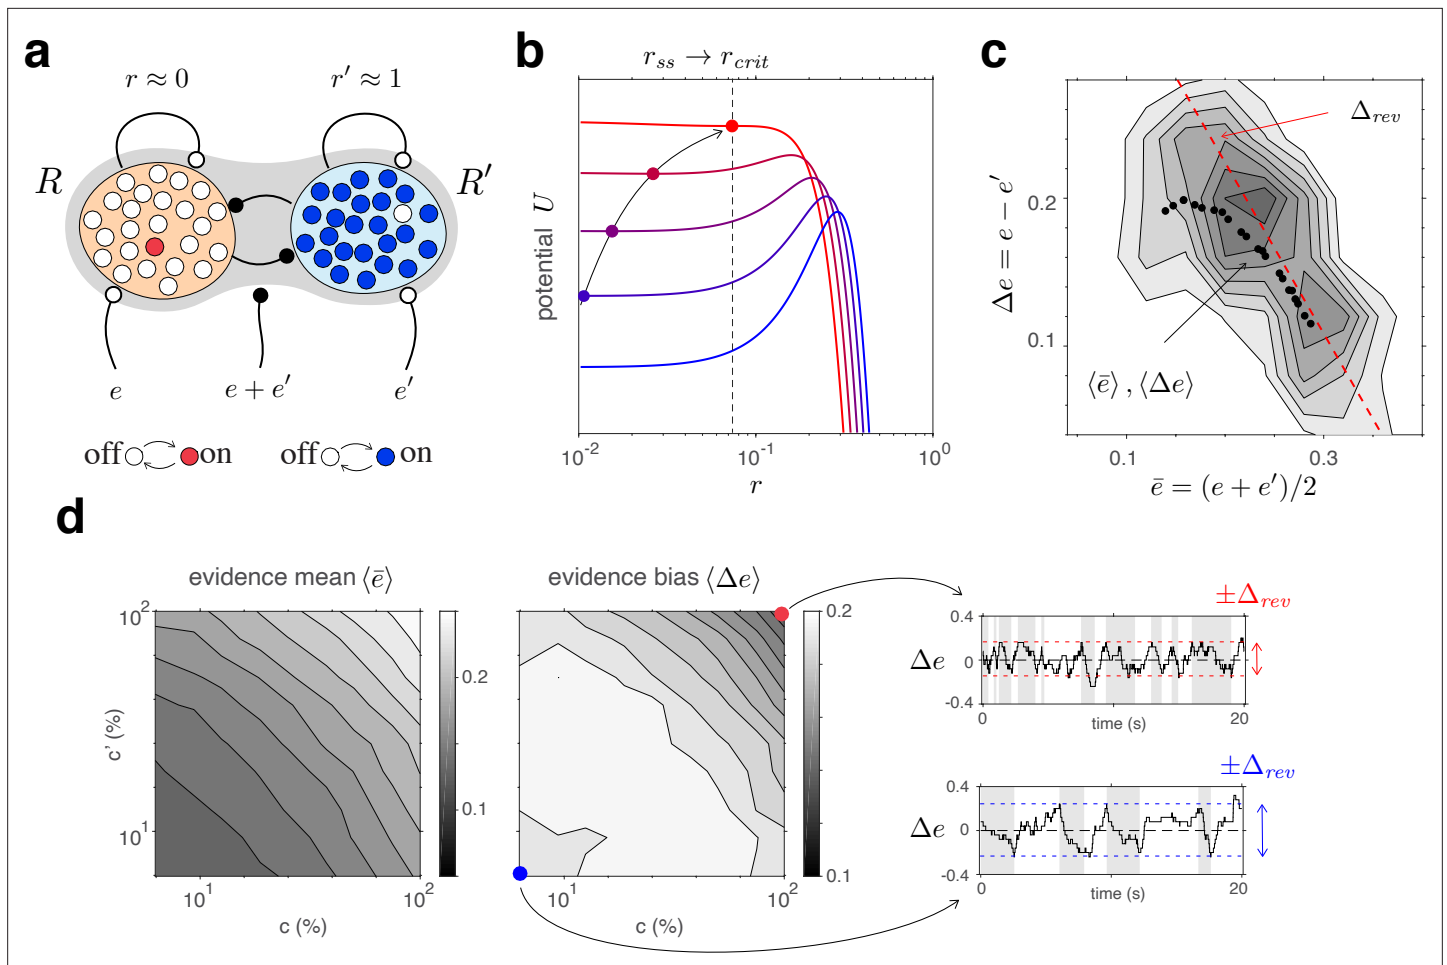 a
r ≈ 0
r′ ≈ 1
R
R′
e
e + e′
e′
off
on
off
on
b
r_ss → r_crit
potential U
10^-2
10^-1
10^0
r
c
Δ_rev
0.2
0.1
Δe = e − e′
⟨ē⟩ , ⟨Δe⟩
0.1
0.3
ē = (e + e′)/2
d
evidence mean ⟨ē⟩
10^2
10^1
c' (%)
10^1
10^2
c (%)
0.2
0.1
evidence bias ⟨Δe⟩
10^1
10^2
c (%)
0.2
0.1
±Δ_rev
0.4
0
-0.4
Δe
0
20
time (s)
±Δ_rev
0.4
0
-0.4
Δe
0
20
time (s)